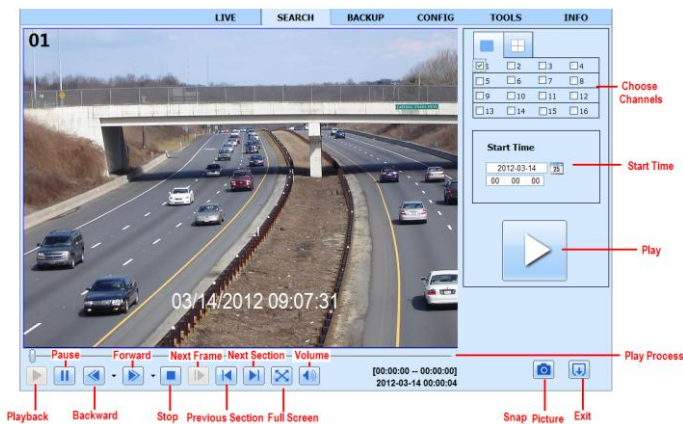 LIVE SEARCH BACKUP CONFIG TOOLS INFO
01
1 2 3 4
5 6 7 8
9 10 11 12
13 14 15 16
Choose
Channels
Start Time
2012-03-14 25
00 00 00
Start Time
Play
03/14/2012 09:07:31
Play Process
Pause Forward Next Frame Next Section Volume
[00:00:00 -- 00:00:00]
2012-03-14 00:00:04
Playback Backward Stop Previous Section Full Screen Snap Picture Exit